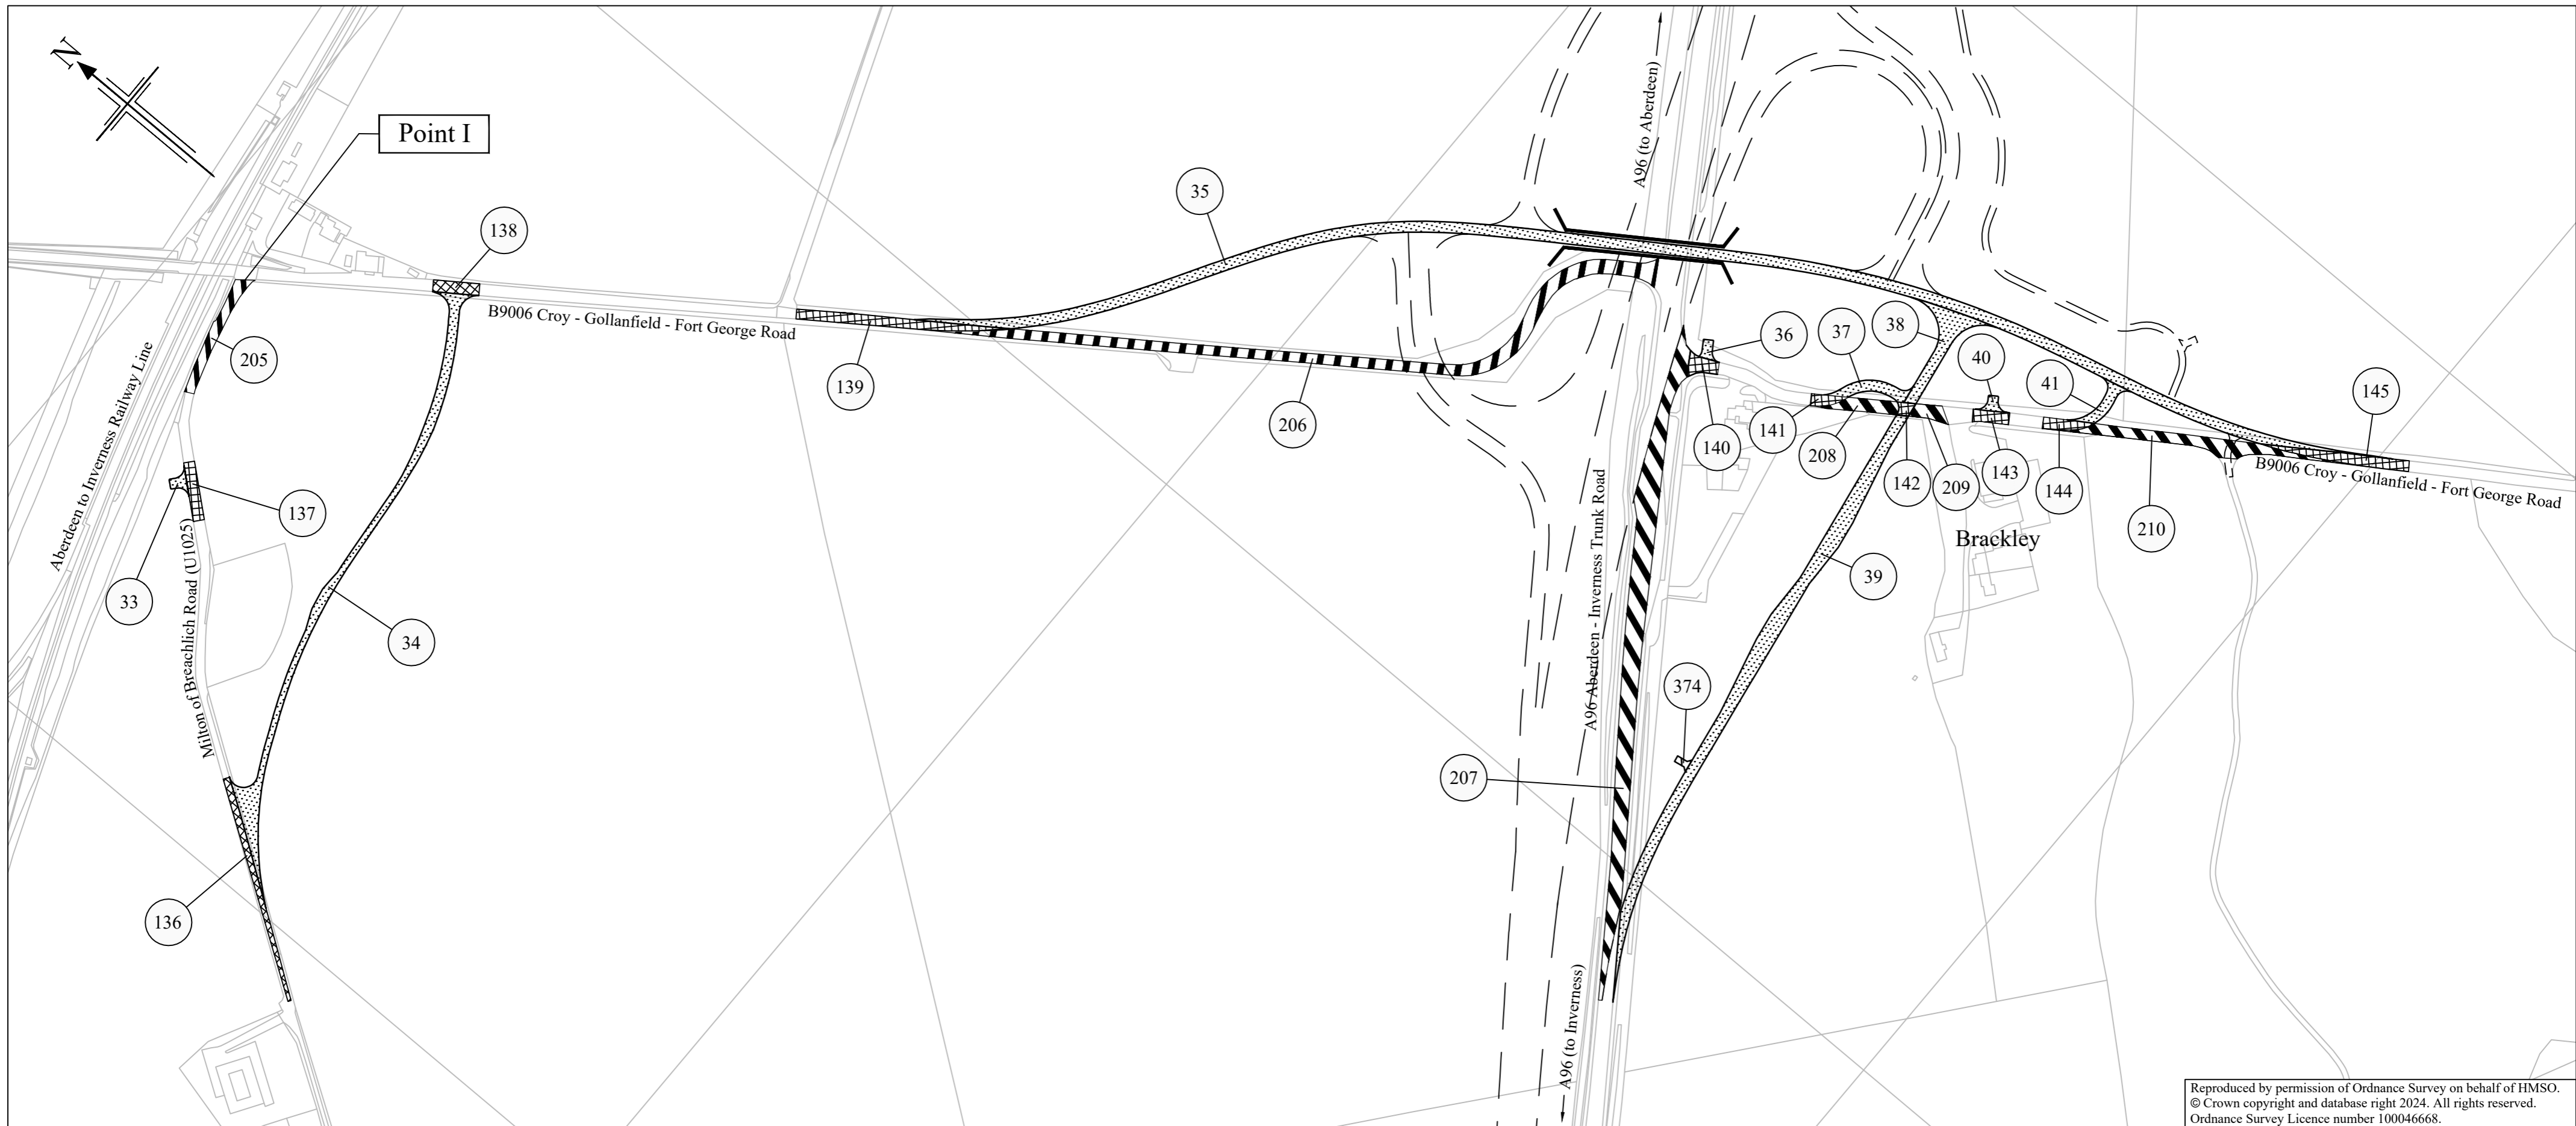 N
Point I
138
35
A96 (to Aberdeen)
B9006 Croy - Gollanfield - Fort George Road
205
139
206
36
37
38
40
41
145
141
140
208
142
209
143
144
210
B9006 Croy - Gollanfield - Fort George Road
Brackley
Aberdeen to Inverness Railway Line
137
33
Milton of Breachlich Road (U1025)
34
39
A96 Aberdeen - Inverness Trunk Road
374
207
136
A96 (to Inverness)
Reproduced by permission of Ordnance Survey on behalf of HMSO.
© Crown copyright and database right 2024. All rights reserved.
Ordnance Survey Licence number 100046668.